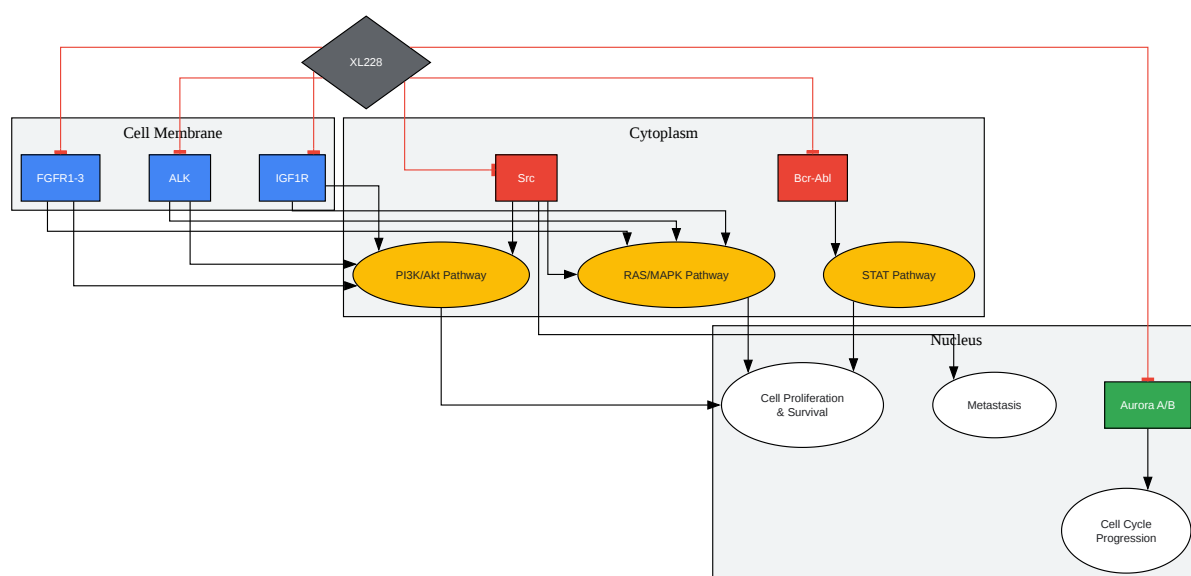 XL228
Cell Membrane
Cytoplasm
FGFR1-3
ALK
IGF1R
Src
Bcr-Abl
PI3K/Akt Pathway
RAS/MAPK Pathway
STAT Pathway
Nucleus
Cell Proliferation
& Survival
Metastasis
Aurora A/B
Cell Cycle
Progression